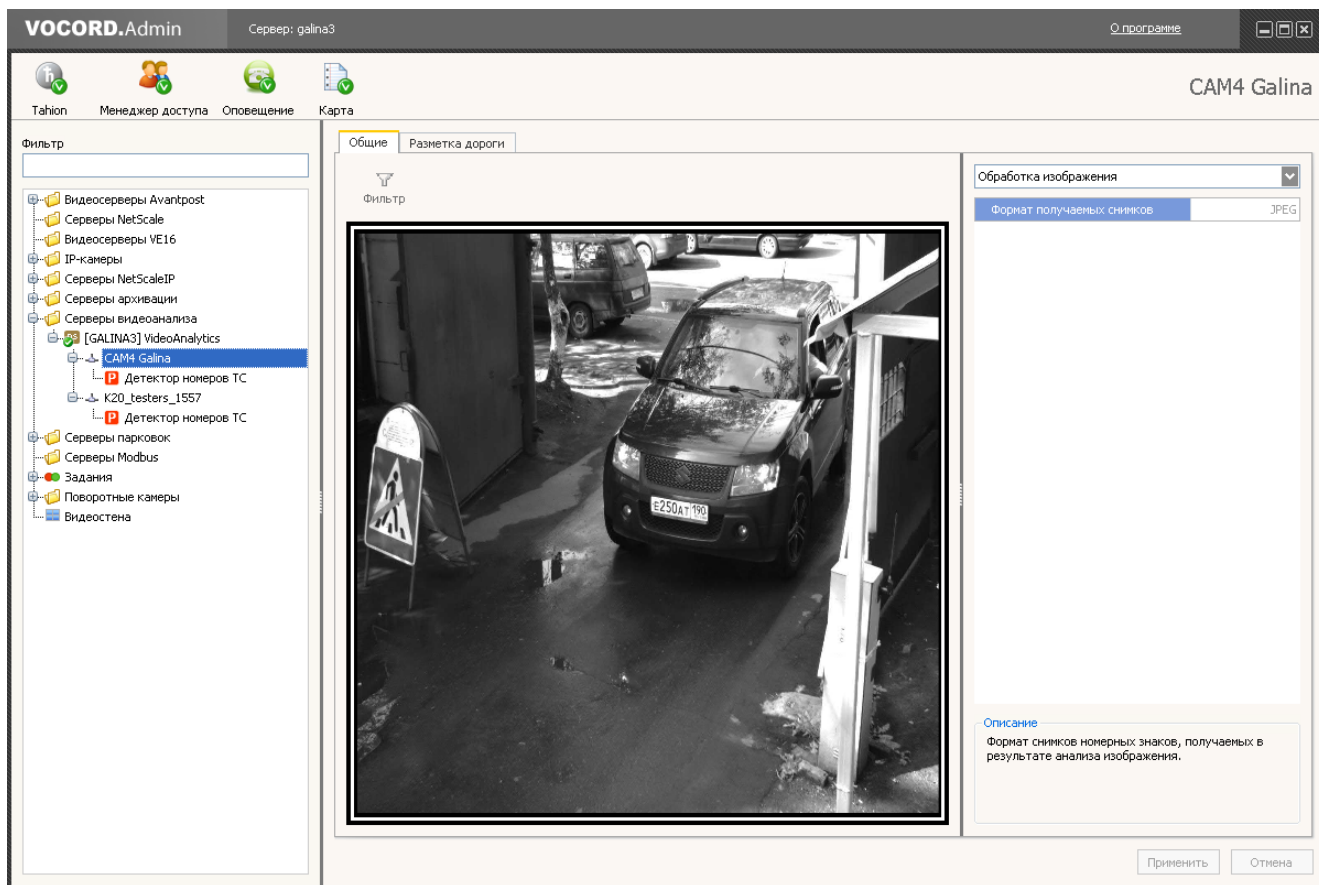 VOCORD.Admin
Сервер: galina3
О программе
Tahion
Менеджер доступа
Оповещение
Карта
CAM4 Galina
Фильтр
Видеосерверы Avantpost
Серверы NetScale
Видеосерверы VE16
IP-камеры
Серверы NetScaleIP
Серверы архивации
Серверы видеоанализа
[GALINA3] VideoAnalytics
CAM4 Galina
Детектор номеров ТС
K20_testers_1557
Детектор номеров ТС
Серверы парковок
Серверы Modbus
Задания
Поворотные камеры
Видеостена
Общие
Разметка дороги
Фильтр
E250AT 190
Обработка изображения
Формат получаемых снимков
JPEG
Описание
Формат снимков номерных знаков, получаемых в
результате анализа изображения.
Применить
Отмена